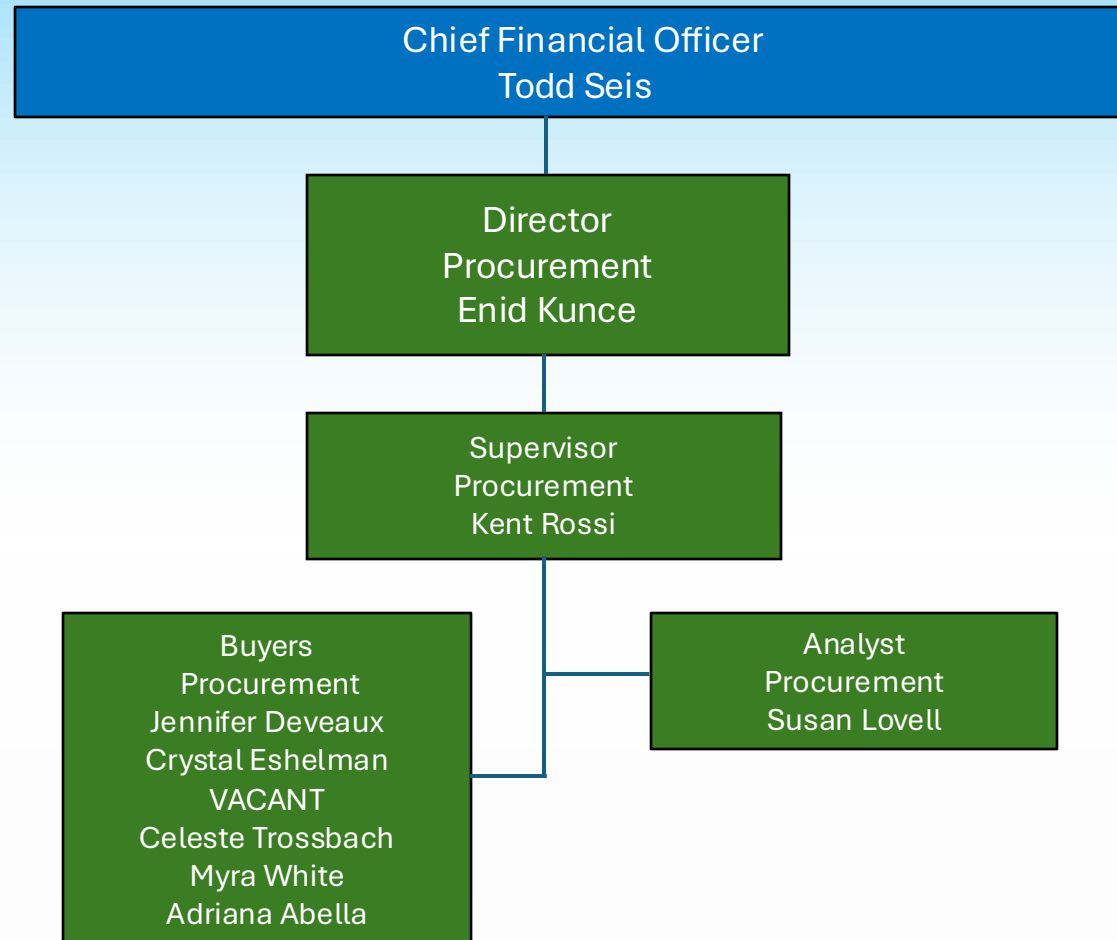 Chief Financial Officer
Todd Seis
Director
Procurement
Enid Kunce
Supervisor
Procurement
Kent Rossi
Buyers
Procurement
Jennifer Deveaux
Crystal Eshelman
VACANT
Celeste Trossbach
Myra White
Adriana Abella
Analyst
Procurement
Susan Lovell